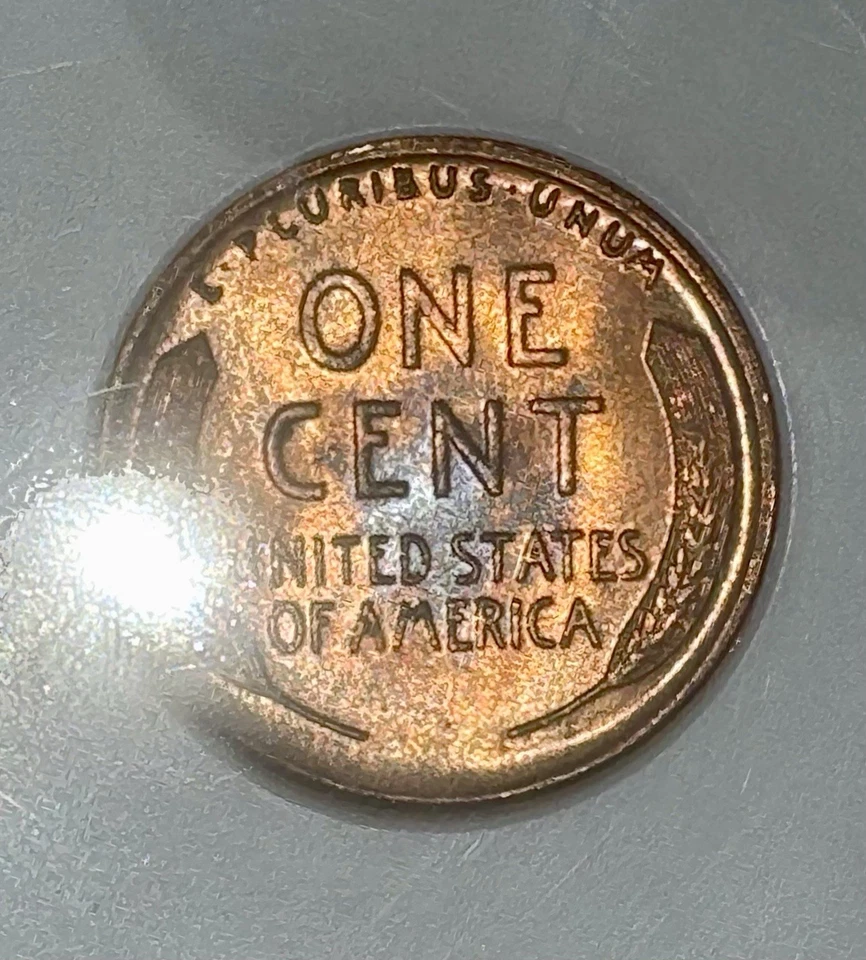 E · PLURIBUS · UNUM
ONE
CENT
UNITED STATES
OF AMERICA